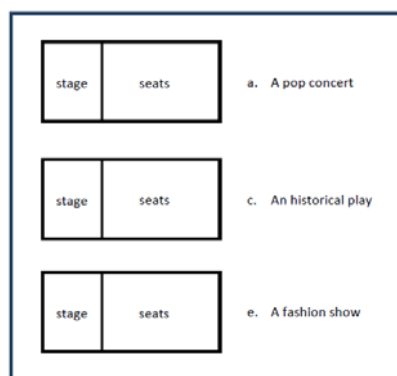 stage seats a. A pop concert
stage seats c. An historical play
stage seats e. A fashion show